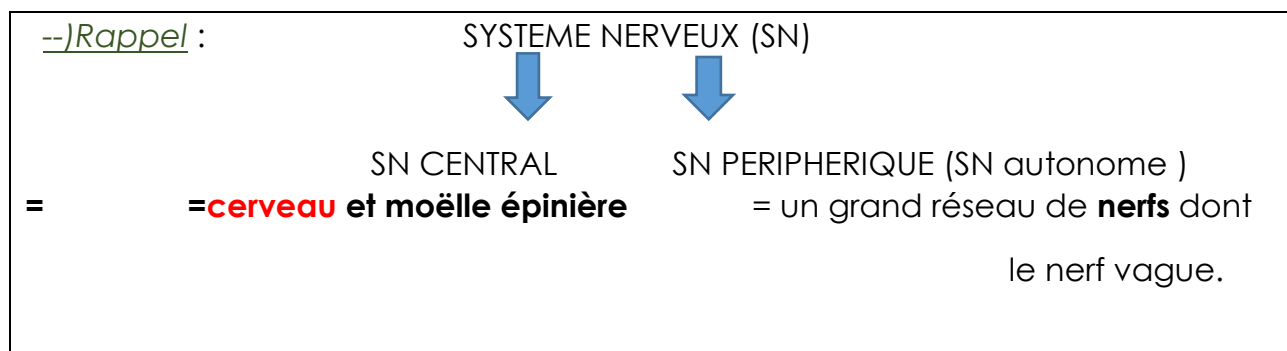 --)Rappel : SYSTEME NERVEUX (SN)
SN CENTRAL SN PERIPHERIQUE (SN autonome )
= =cerveau et moëlle épinière = un grand réseau de nerfs dont
le nerf vague.